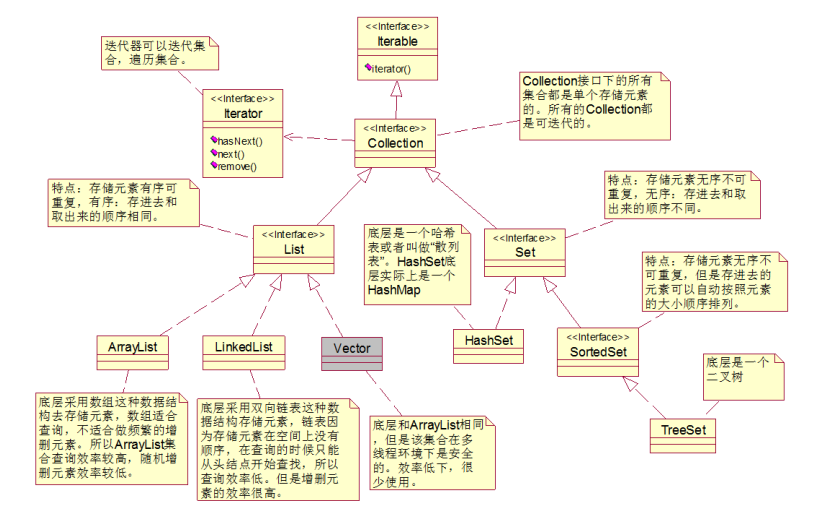 <<Interface>>
Iterable
iterator()
迭代器可以迭代集
合，遍历集合。
<<Interface>>
Iterator
hasNext()
next()
remove()
Collection接口下的所有
集合都是单个存储元素
的。所有的Collection都
是可迭代的。
<<Interface>>
Collection
特点：存储元素有序可
重复，有序：存进去和
取出来的顺序相同。
特点：存储元素无序不可
重复，无序：存进去和取
出来的顺序不同。
<<Interface>>
List
底层是一个哈希
表或者叫做“散列
表”。HashSet底
层实际上是一个
HashMap
<<Interface>>
Set
特点：存储元素无序不
可重复，但是存进去的
元素可以自动按照元素
的大小顺序排列。
ArrayList
LinkedList
Vector
HashSet
<<Interface>>
SortedSet
底层是一个
二叉树
TreeSet
底层采用数组这种数据结
构去存储元素，数组适合
查询，不适合做频繁的增
删元素。所以ArrayList集
合查询效率较高，随机增
删元素效率较低。
底层采用双向链表这种数
据结构存储元素，链表因
为存储元素在空间上没有
顺序，在查询的时候只能
从头结点开始查找，所以
查询效率低。但是增删元
素的效率很高。
底层和ArrayList相同
，但是该集合在多
线程环境下是安全
的。效率低下，很
少使用。